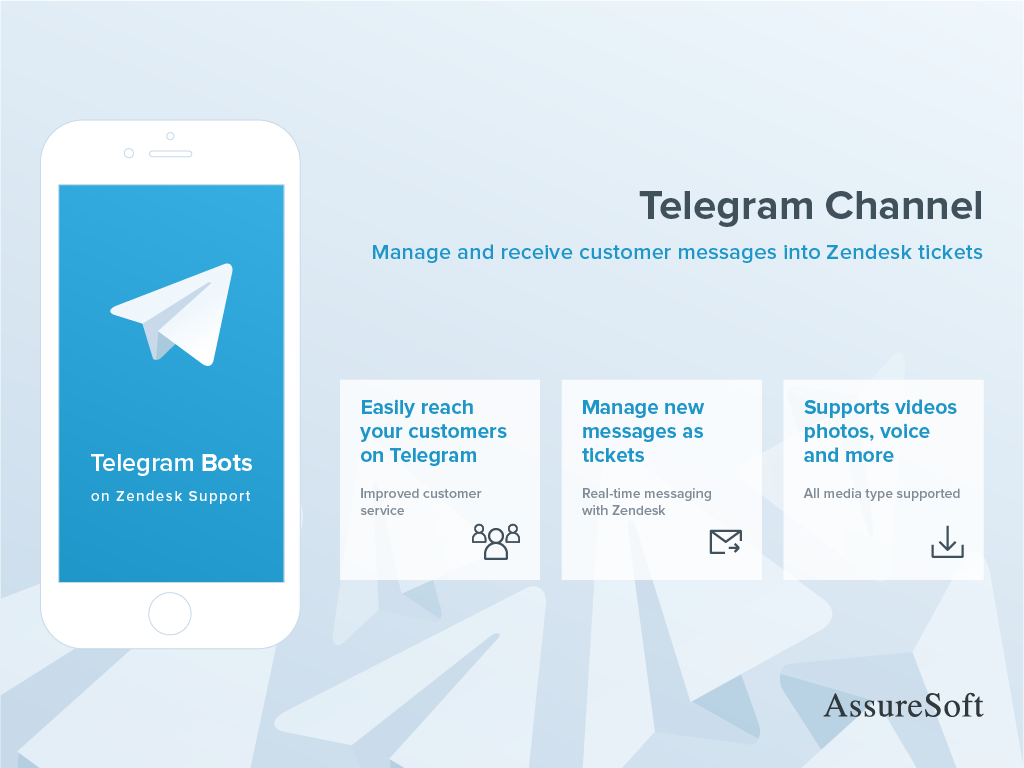 Telegram Channel
Manage and receive customer messages into Zendesk tickets
Telegram Bots
on Zendesk Support
Easily reach
your customers
on Telegram
Improved customer
service
Manage new
messages as
tickets
Real-time messaging
with Zendesk
Supports videos
photos, voice
and more
All media type supported
AssureSoft